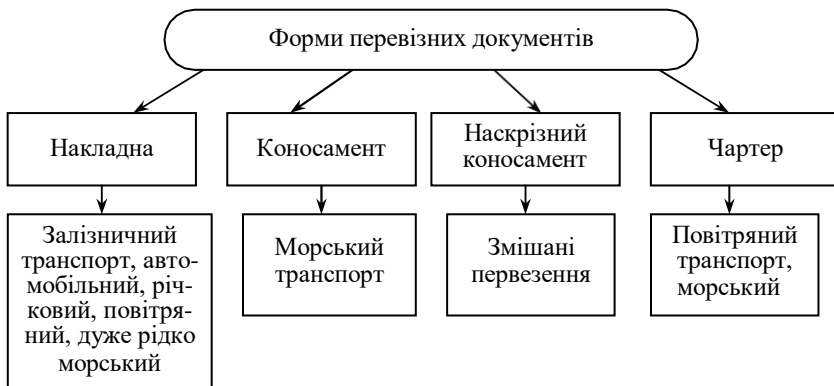 Форми перевізних документів
Накладна
Коносамент
Наскрізний
коносамент
Чартер
Залізничний
транспорт, авто-
мобільний, річ-
ковий, повітря-
ний, дуже рідко
морський
Морський
транспорт
Змішані
первезення
Повітряний
транспорт,
морський